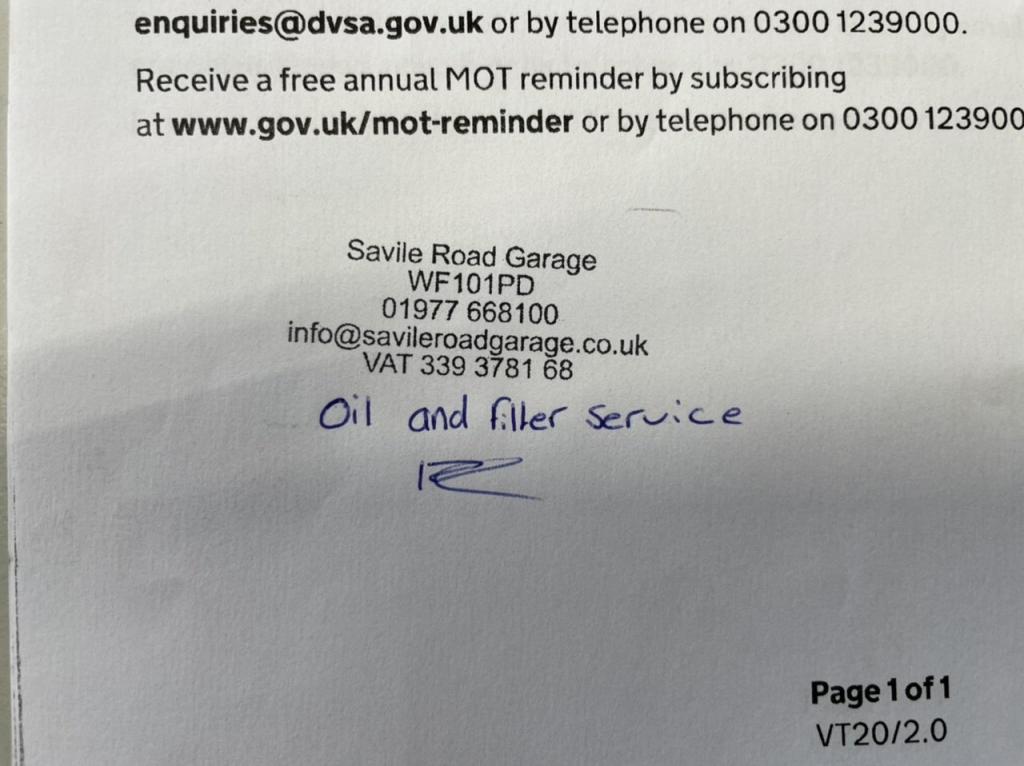 enquiries@dvsa.gov.uk or by telephone on 0300 1239000.
Receive a free annual MOT reminder by subscribing
at www.gov.uk/mot-reminder or by telephone on 0300 123900
Savile Road Garage
WF101PD
01977 668100
info@savileroadgarage.co.uk
VAT 339 3781 68
Oil and filter service
Page 1 of 1
VT20/2.0